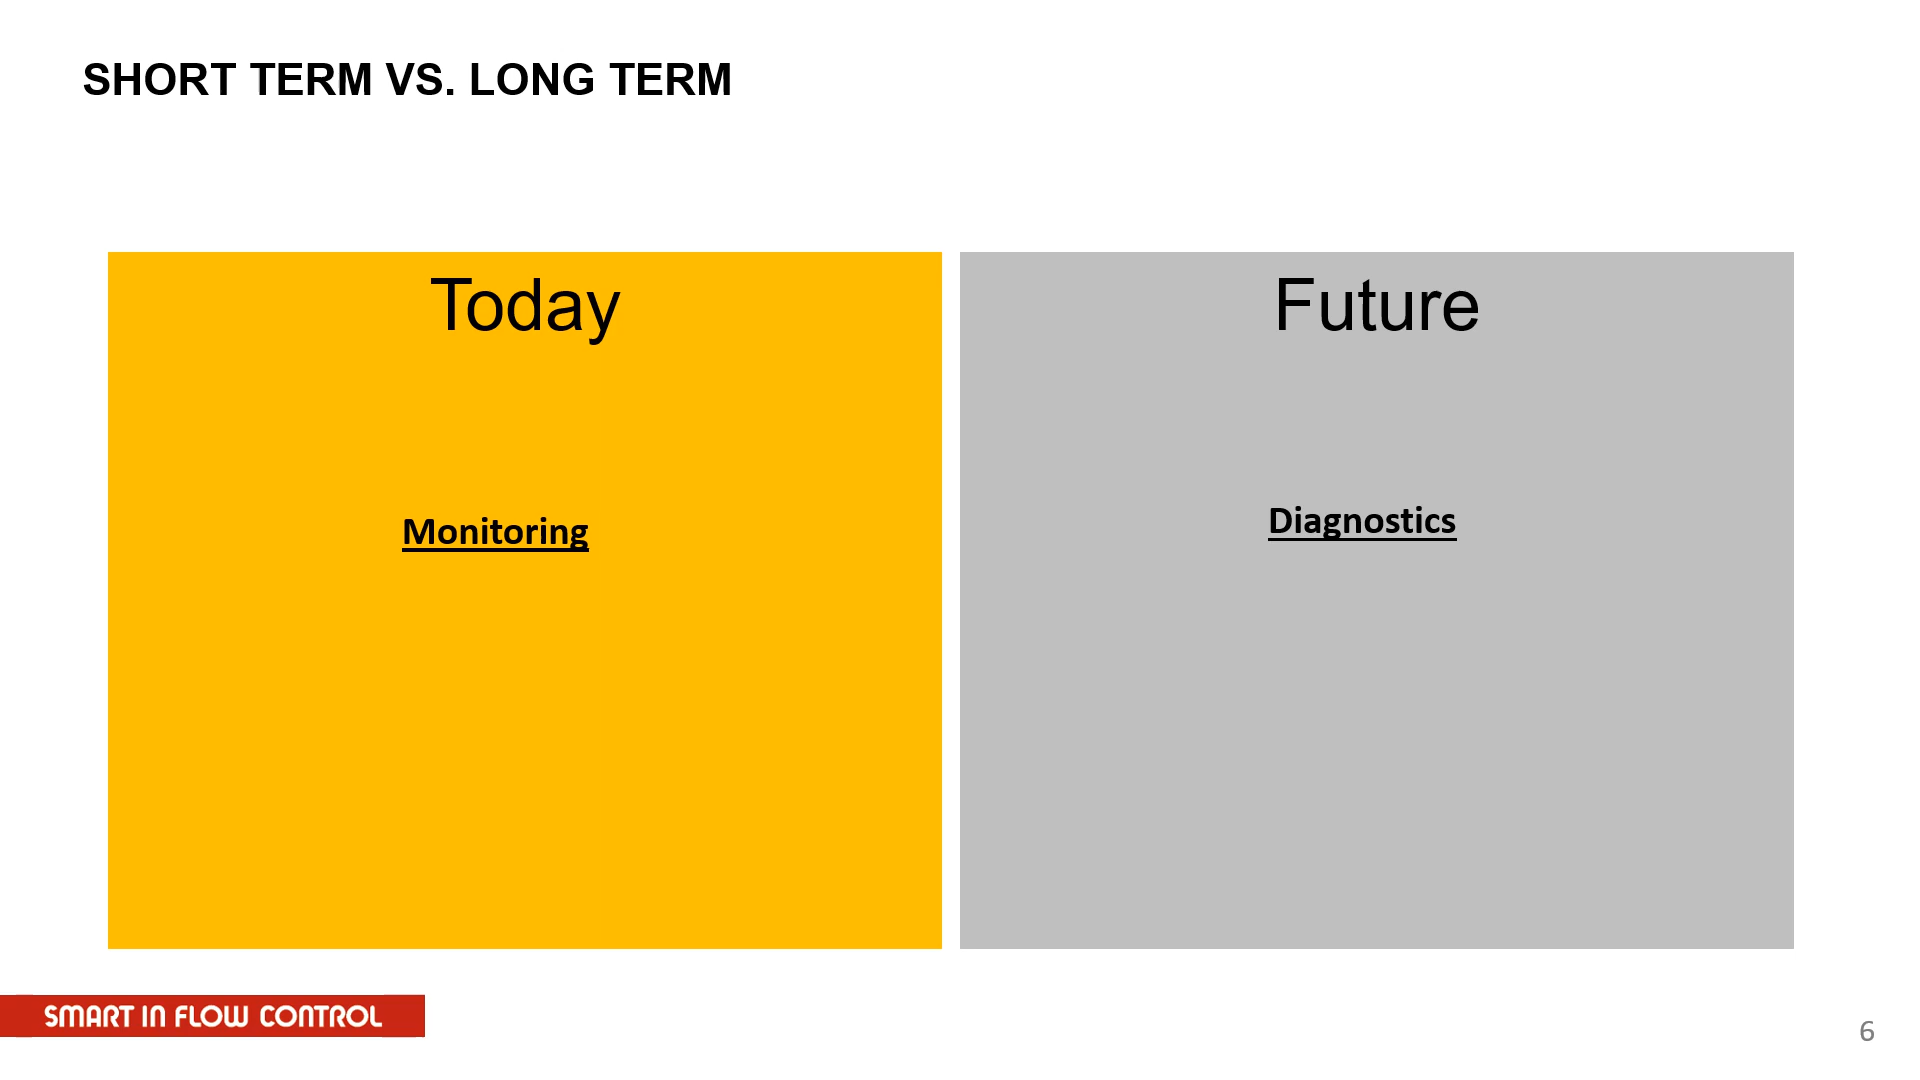 SHORT TERM VS. LONG TERM
Today
Monitoring
Future
Diagnostics
SMART IN FLOW CONTROL
6